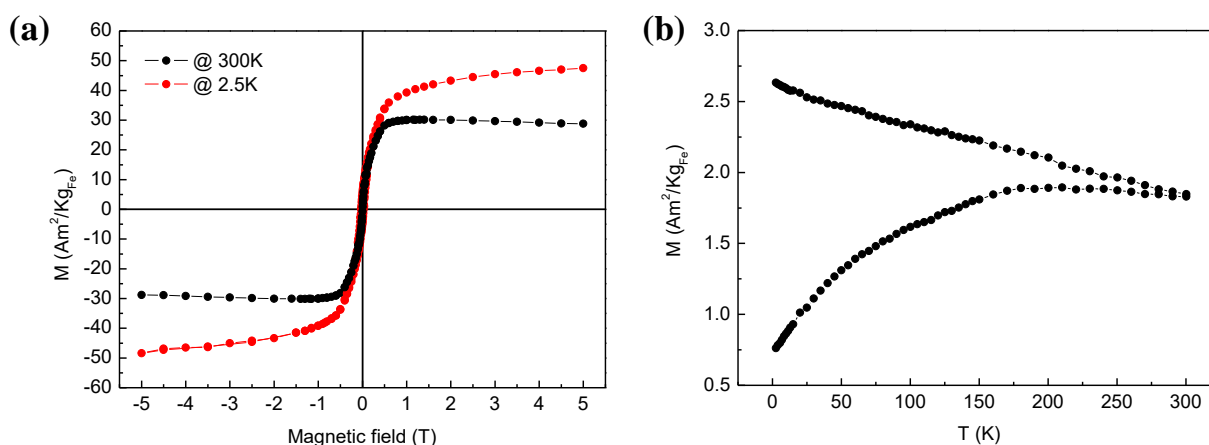 (a)
M (Am²/Kg_Fe)
60
50
40
30
20
10
0
-10
-20
-30
-40
-50
-60
@ 300K
@ 2.5K
-5 -4 -3 -2 -1 0 1 2 3 4 5
Magnetic field (T)
(b)
M (Am²/Kg_Fe)
3.0
2.5
2.0
1.5
1.0
0.5
0 50 100 150 200 250 300
T (K)